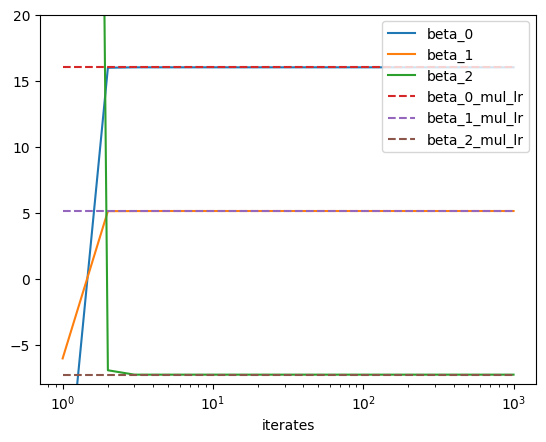 20
15
10
5
0
−5
beta_0
beta_1
beta_2
beta_0_mul_lr
beta_1_mul_lr
beta_2_mul_lr
10⁰
10¹
10²
10³
iterates